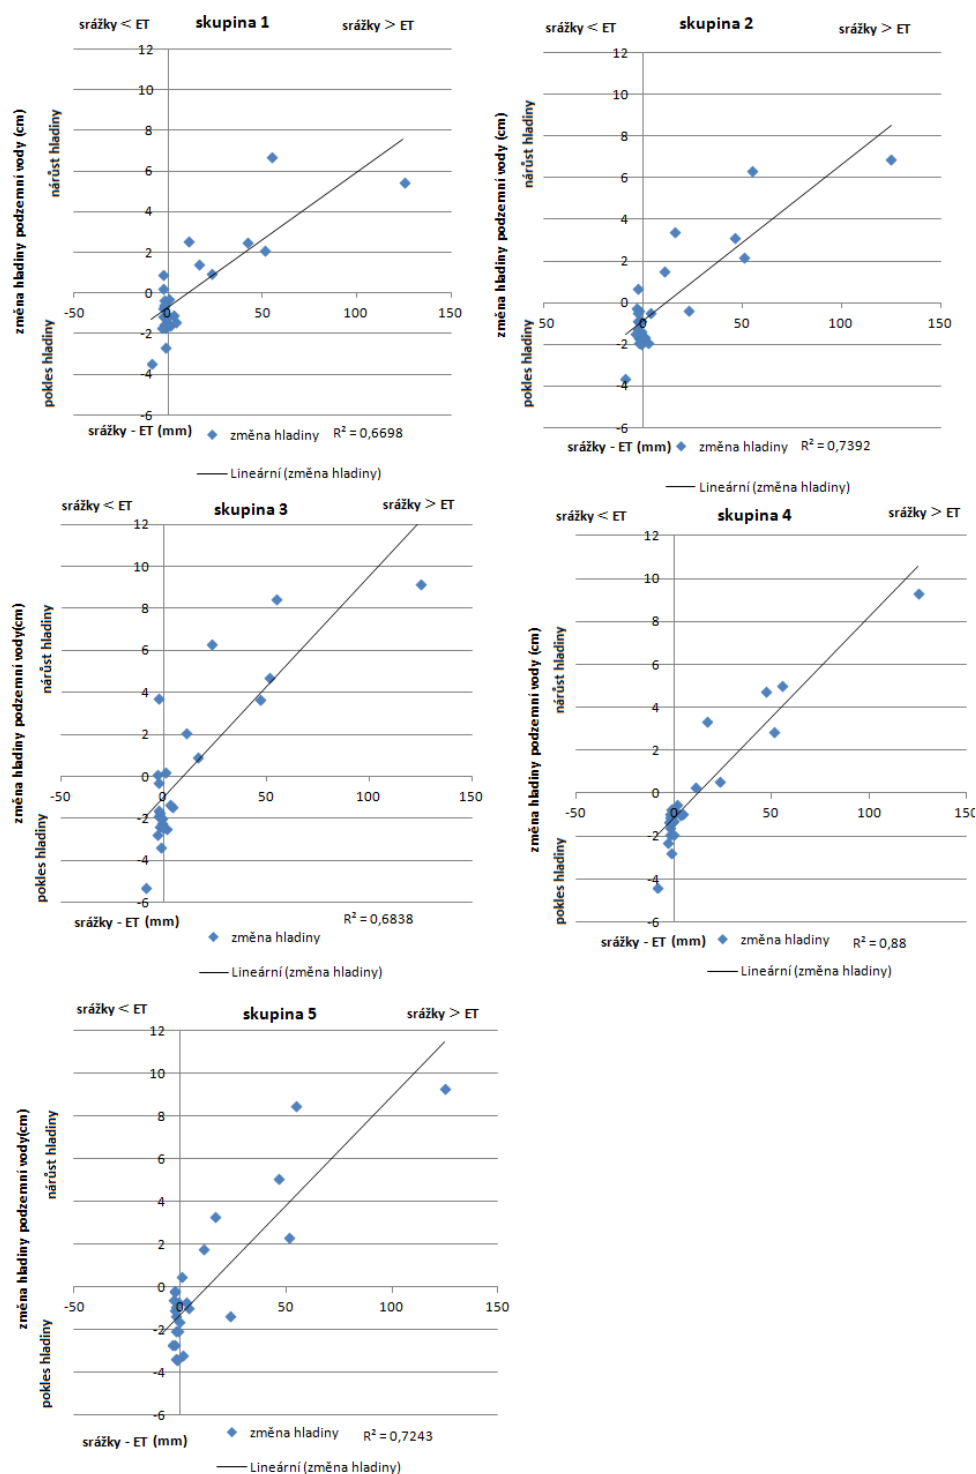 srážky < ET
skupina 1
srážky > ET
12
10
8
6
4
2
0
-50
0
50
100
150
-2
-4
-6
změna hladiny podzemní vody (cm)
nárůst hladiny
pokles hladiny
srážky - ET (mm)
změna hladiny
R² = 0,6698
Lineární (změna hladiny)
srážky < ET
skupina 2
srážky > ET
12
10
8
6
4
2
0
50
0
50
100
150
-2
-4
-6
změna hladiny podzemní vody (cm)
nárůst hladiny
pokles hladiny
srážky - ET (mm)
změna hladiny
R² = 0,7392
Lineární (změna hladiny)
srážky < ET
skupina 3
srážky > ET
12
10
8
6
4
2
0
-50
0
50
100
150
-2
-4
-6
změna hladiny podzemní vody(cm)
nárůst hladiny
pokles hladiny
srážky - ET (mm)
R² = 0,6838
změna hladiny
Lineární (změna hladiny)
srážky < ET
skupina 4
srážky > ET
12
10
8
6
4
2
0
-50
0
50
100
150
-2
-4
-6
změna hladiny podzemní vody (cm)
nárůst hladiny
pokles hladiny
srážky - ET (mm)
změna hladiny
R² = 0,88
Lineární (změna hladiny)
srážky < ET
skupina 5
srážky > ET
12
10
8
6
4
2
0
-50
0
50
100
150
-2
-4
-6
změna hladiny podzemní vody(cm)
nárůst hladiny
pokles hladiny
srážky - ET (mm)
změna hladiny
R² = 0,7243
Lineární (změna hladiny)